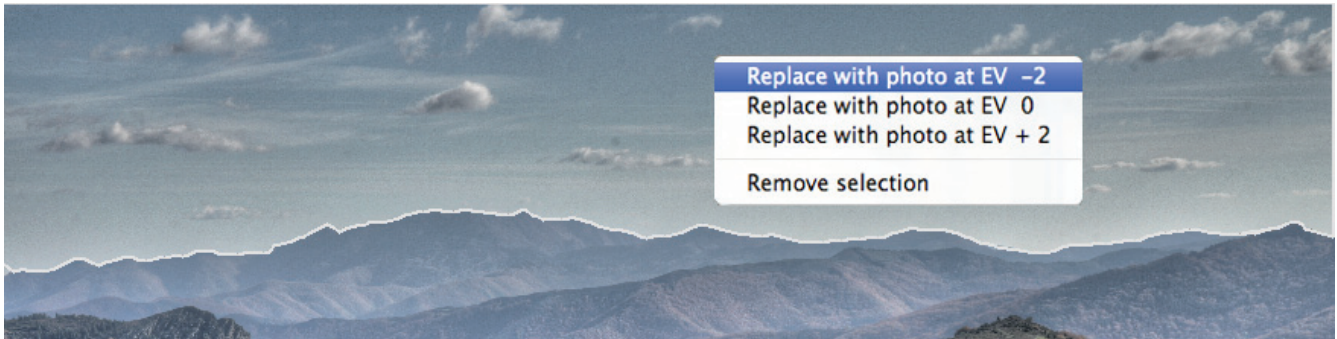 Replace with photo at EV -2
Replace with photo at EV 0
Replace with photo at EV + 2
Remove selection